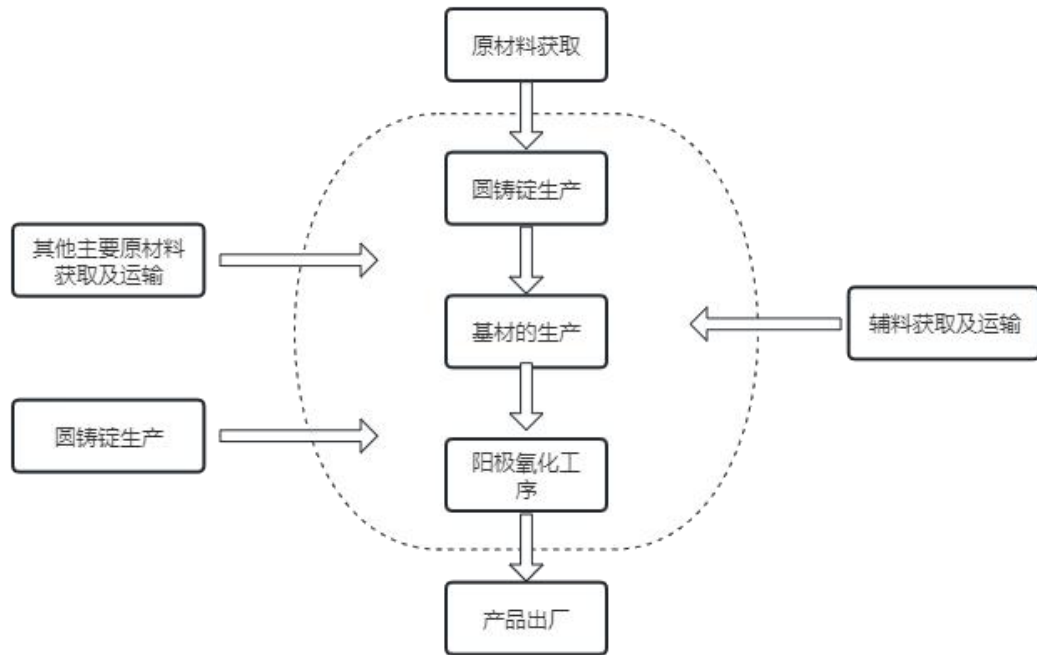 原材料获取
圆铸锭生产
其他主要原材料
获取及运输
基材的生产
辅料获取及运输
圆铸锭生产
阳极氧化工
序
产品出厂